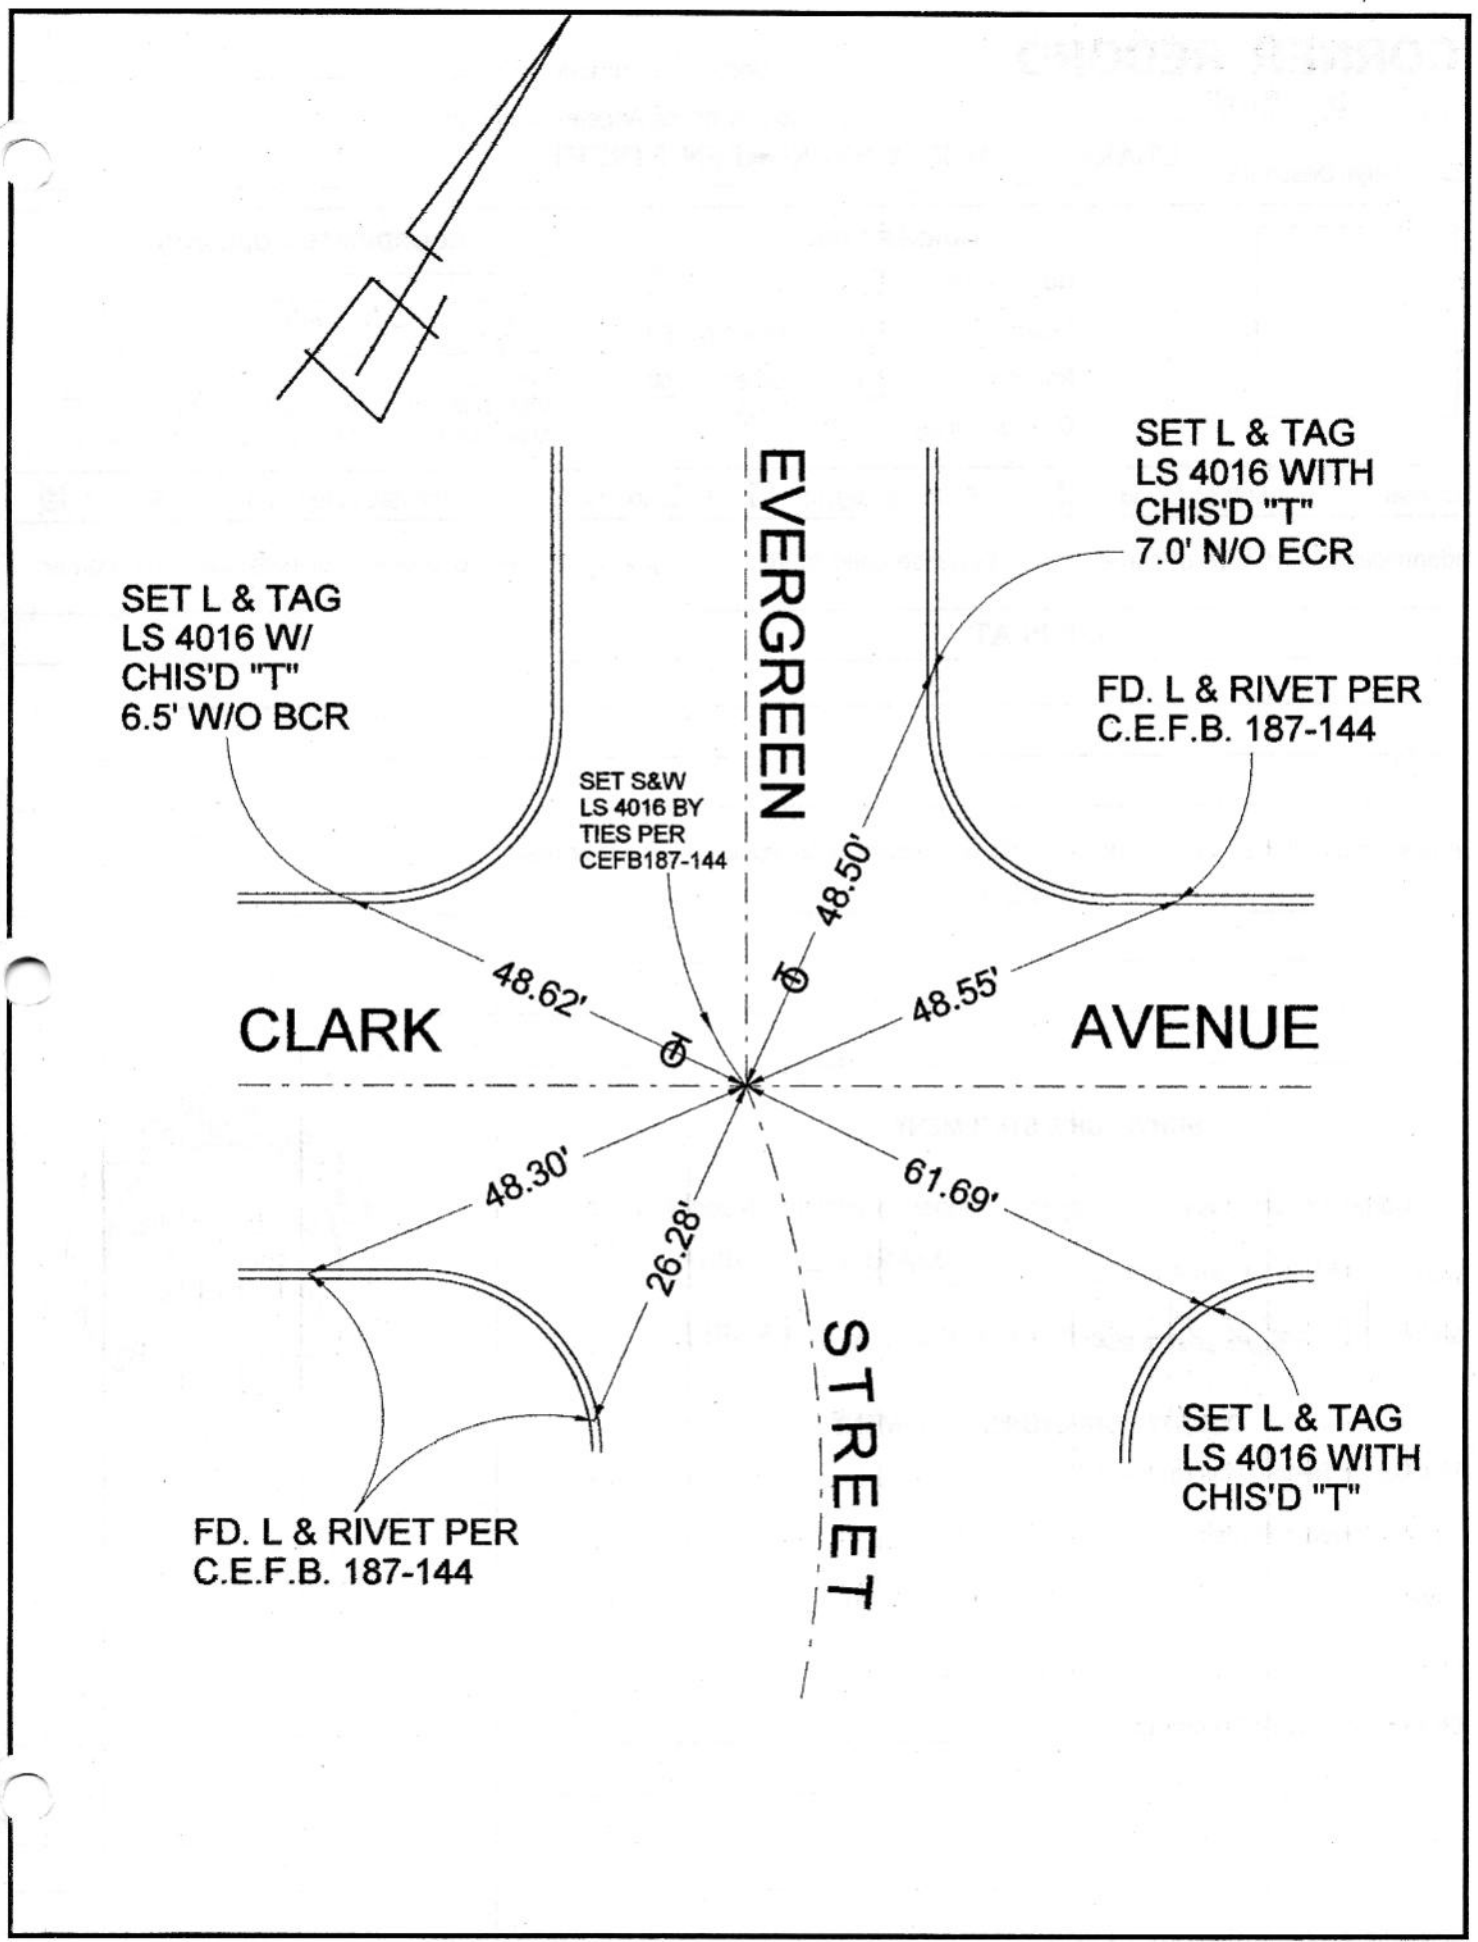 SET L & TAG
LS 4016 WITH
CHIS'D "T"
7.0' N/O ECR
EVERGREEN
SET L & TAG
LS 4016 W/
CHIS'D "T"
6.5' W/O BCR
FD. L & RIVET PER
C.E.F.B. 187-144
SET S&W
LS 4016 BY
TIES PER
CEFB187-144
48.50'
48.62'
48.55'
CLARK
AVENUE
48.30'
61.69'
26.28'
STREET
SET L & TAG
LS 4016 WITH
CHIS'D "T"
FD. L & RIVET PER
C.E.F.B. 187-144